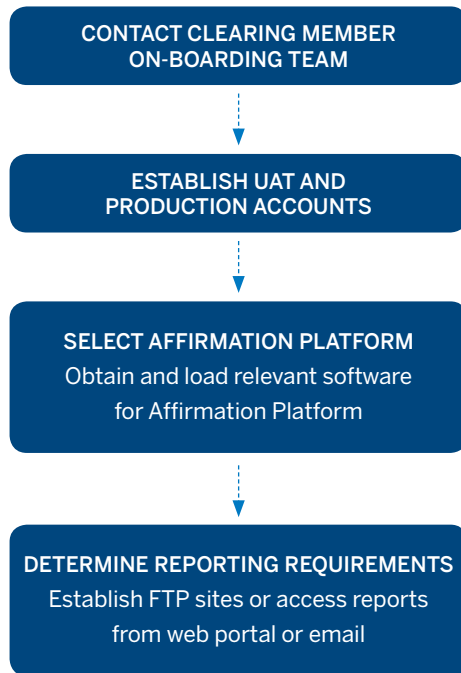 CONTACT CLEARING MEMBER
ON-BOARDING TEAM
ESTABLISH UAT AND
PRODUCTION ACCOUNTS
SELECT AFFIRMATION PLATFORM
Obtain and load relevant software
for Affirmation Platform
DETERMINE REPORTING REQUIREMENTS
Establish FTP sites or access reports
from web portal or email